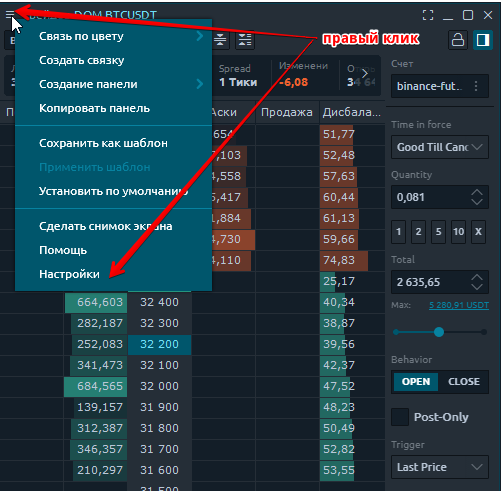 DOM BTCUSDT
правый клик
Связь по цвету
Создать связку
Создание панели
Копировать панель
Сохранить как шаблон
Применить шаблон
Установить по умолчанию
Сделать снимок экрана
Помощь
Настройки
Spread
1 Тики
Изменени
-6,08
Аски
Продажа
Дисбала...
654
51,77
7,103
52,48
4,558
57,63
5,417
60,44
1,884
61,13
4,730
59,66
4,110
74,83
25,17
664,603 32 400 40,34
282,187 32 300 38,87
252,083 32 200 39,56
341,473 32 100 42,37
684,565 32 000 47,52
139,157 31 900 48,23
312,387 31 800 50,49
346,357 31 700 52,82
210,297 31 600 53,55
31 500
Счет
binance-fut...
Time in force
Good Till Canc
Quantity
0,081
1 2 5 10 X
Total
2 635,65
Max: 5 280,91 USDT
Behavior
OPEN CLOSE
Post-Only
Trigger
Last Price